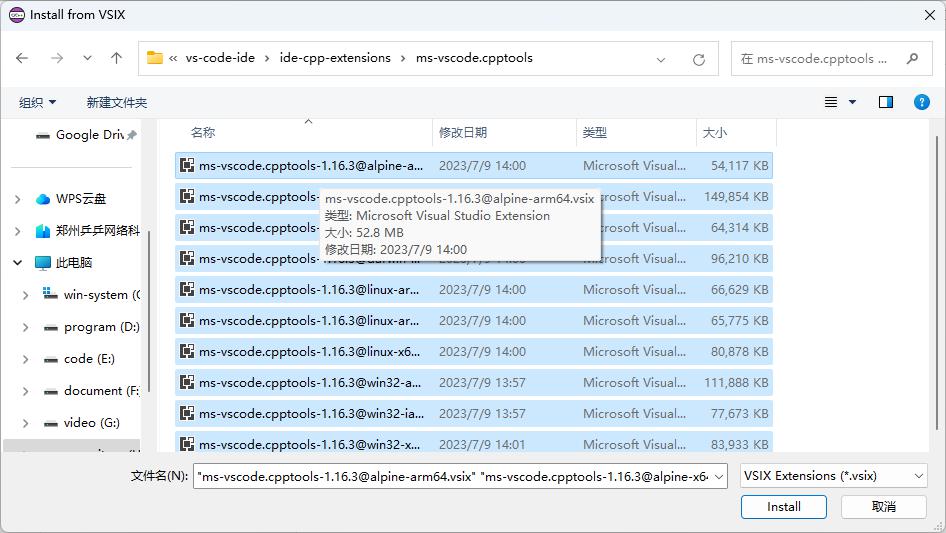 Install from VSIX
« vs-code-ide › ide-cpp-extensions › ms-vscode.cpptools
在 ms-vscode.cpptools ...
组织 新建文件夹
Google Driv
WPS云盘
郑州乒乒网络科
此电脑
win-system (C
program (D:)
code (E:)
document (F:
video (G:)
名称 修改日期 类型 大小
ms-vscode.cpptools-1.16.3@alpine-a... 2023/7/9 14:00 Microsoft Visual... 54,117 KB
ms-vscode.cpptools- Microsoft Visual... 149,854 KB
ms-vscode.cpptools- Microsoft Visual... 64,314 KB
ms-vscode.cpptools- Microsoft Visual... 96,210 KB
ms-vscode.cpptools-1.16.3@linux-ar... 2023/7/9 14:00 Microsoft Visual... 66,629 KB
ms-vscode.cpptools-1.16.3@linux-ar... 2023/7/9 14:00 Microsoft Visual... 65,775 KB
ms-vscode.cpptools-1.16.3@linux-x6... 2023/7/9 14:00 Microsoft Visual... 80,878 KB
ms-vscode.cpptools-1.16.3@win32-a... 2023/7/9 13:57 Microsoft Visual... 111,888 KB
ms-vscode.cpptools-1.16.3@win32-ia... 2023/7/9 13:57 Microsoft Visual... 77,673 KB
ms-vscode.cpptools-1.16.3@win32-x... 2023/7/9 14:01 Microsoft Visual... 83,933 KB
ms-vscode.cpptools-1.16.3@alpine-arm64.vsix
类型: Microsoft Visual Studio Extension
大小: 52.8 MB
修改日期: 2023/7/9 14:00
文件名(N): "ms-vscode.cpptools-1.16.3@alpine-arm64.vsix" "ms-vscode.cpptools-1.16.3@alpine-x64
VSIX Extensions (*.vsix)
Install 取消